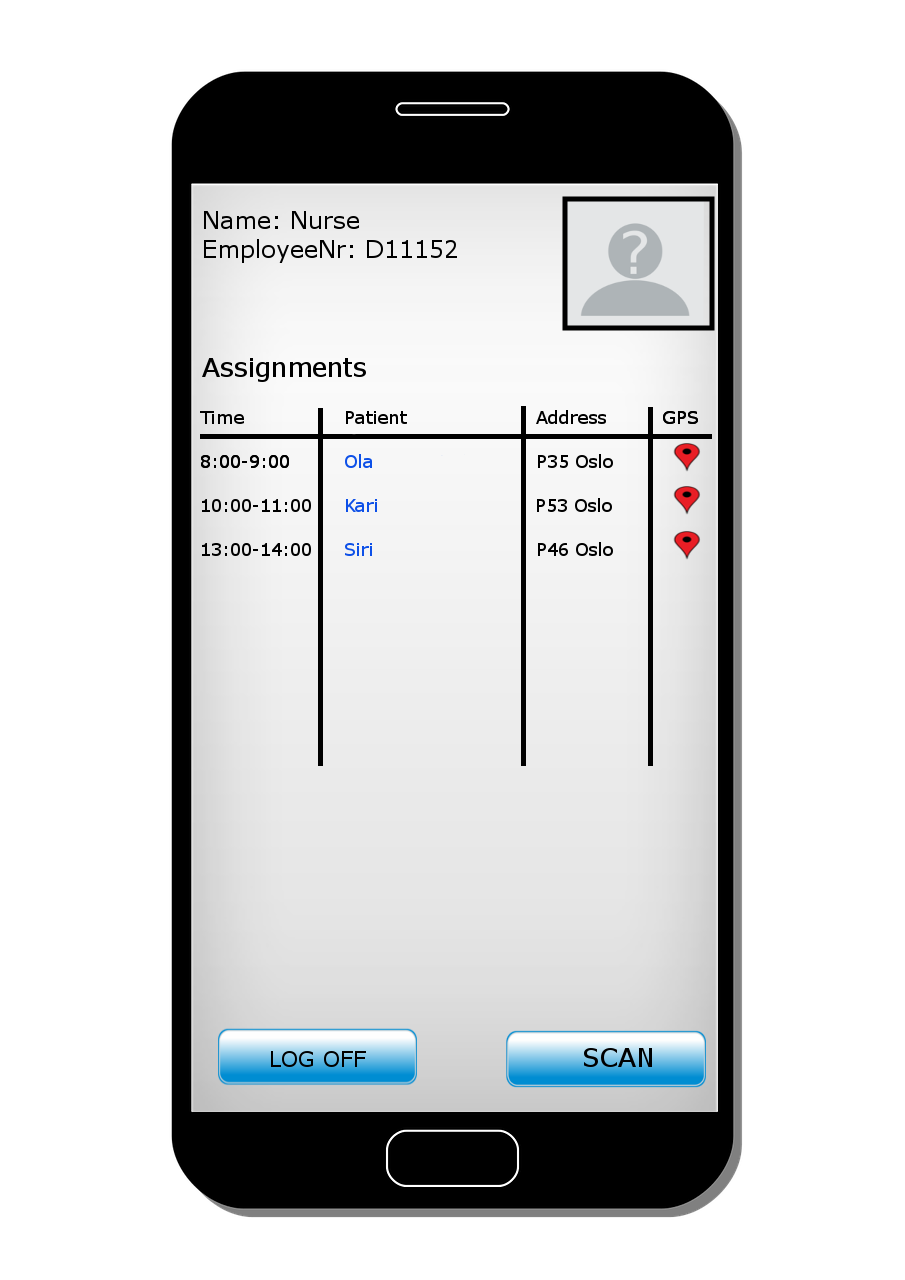 Name: Nurse
EmployeeNr: D11152
?
Assignments
Time Patient Address GPS
8:00-9:00 Ola P35 Oslo
10:00-11:00 Kari P53 Oslo
13:00-14:00 Siri P46 Oslo
LOG OFF SCAN